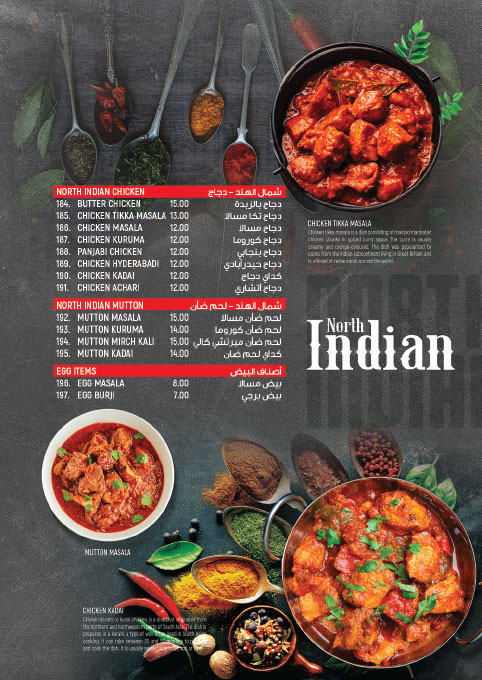 NORTH INDIAN CHICKEN شمال الهند - دجاج
184. BUTTER CHICKEN 15.00 دجاج بالزبدة
185. CHICKEN TIKKA MASALA 13.00 دجاج تكا مسالا
186. CHICKEN MASALA 12.00 دجاج مسالا
187. CHICKEN KURUMA 12.00 دجاج كوروما
188. PANJABI CHICKEN 12.00 دجاج بنجابي
189. CHICKEN HYDERABADI 12.00 دجاج حيدرآبادي
190. CHICKEN KADAI 12.00 كداي دجاج
191. CHICKEN ACHARI 12.00 دجاج أتشاري
NORTH INDIAN MUTTON شمال الهند - لحم ضأن
192. MUTTON MASALA 15.00 لحم ضأن مسالا
193. MUTTON KURUMA 14.00 لحم ضأن كوروما
194. MUTTON MIRCH KALI 15.00 لحم ضأن ميرتشي كالي
195. MUTTON KADAI 14.00 كداي لحم ضان
EGG ITEMS أصناف البيض
196. EGG MASALA 8.00 بيض مسالا
197. EGG BURJI 7.00 بيض برجي
CHICKEN TIKKA MASALA
Chicken tikka masala is a dish consisting of roasted marinated
chicken chunks in spiced curry sauce. The curry is usually
creamy and orange-coloured. The dish was popularised by
cooks from the Indian subcontinent living in Great Britain and
is offered at restaurants around the world.
North
Indian
MUTTON MASALA
CHICKEN KADAI
Chicken karahi, or kadai chicken, is a dish that originated from
the northern and northwestern parts of South Asia. The dish is
prepared in a karahi, a type of wok often used in South Asian
cooking. It can take between 30 and
and cook the dish. It is usually